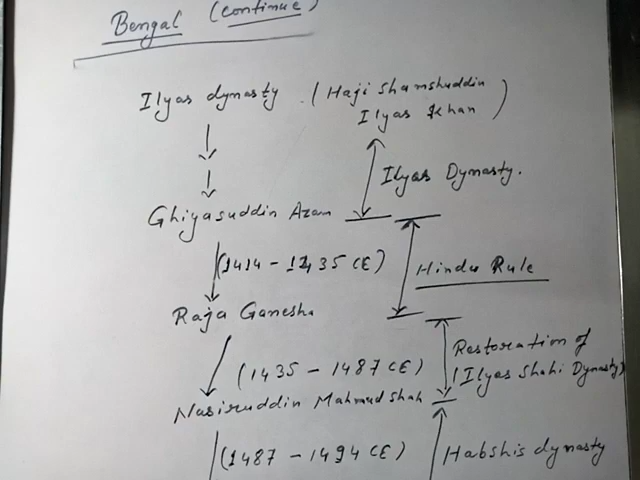 Bengal (Continue)
Ilyas dynasty . (Haji Shamshuddin
Ilyas Khan)
Ilyas Dynasty.
Ghiyasuddin Azam
(1414 - 1435 CE)
Hindu Rule
Raja Ganesha
(1435 - 1487 CE)
Restoration of
(Ilyas Shahi Dynasty)
Nasiruddin Mahmud Shah
(1487 - 1494 CE)
Habshis dynasty